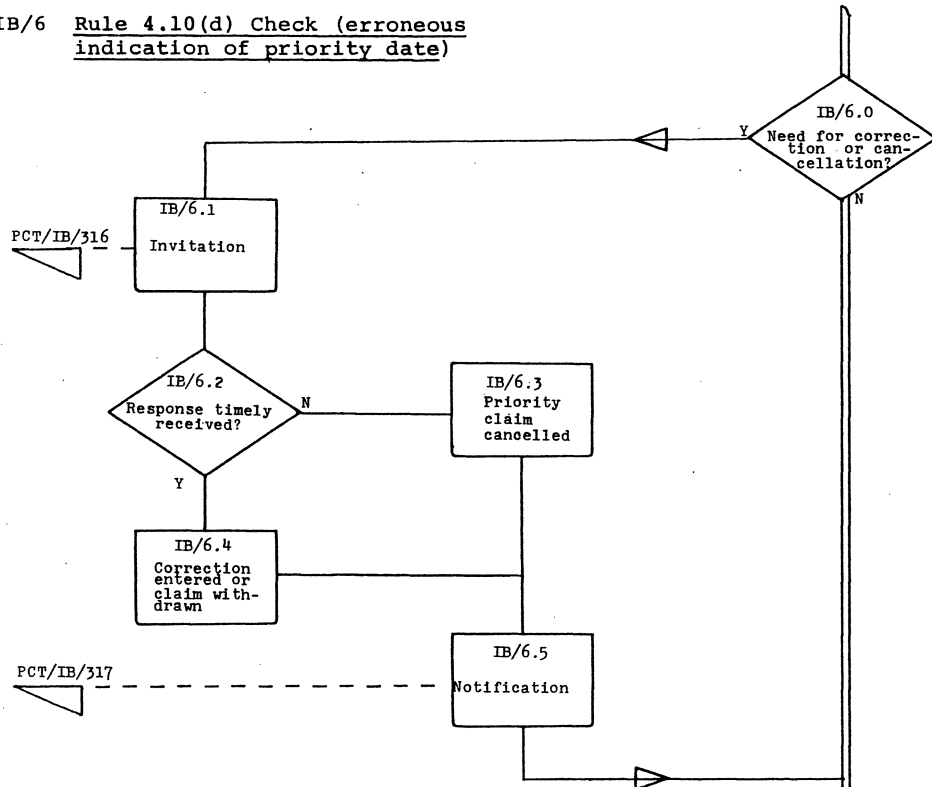 IB/6 Rule 4.10(d) Check (erroneous
indication of priority date)
IB/6.0
Y
Need for correc-
tion or can-
cellation?
N
IB/6.1
Invitation
PCT/IB/316
IB/6.2
Response timely
received?
N
Y
IB/6.3
Priority
claim
cancelled
IB/6.4
Correction
entered or
claim with-
drawn
IB/6.5
Notification
PCT/IB/317